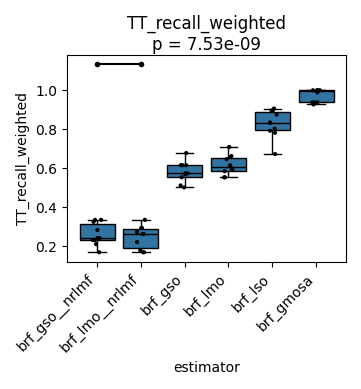 TT_recall_weighted
p = 7.53e-09
TT_recall_weighted
1.0
0.8
0.6
0.4
0.2
brf_gso__nrlmf
brf_lmo__nrlmf
brf_gso
brf_lmo
brf_lso
brf_gmosa
estimator